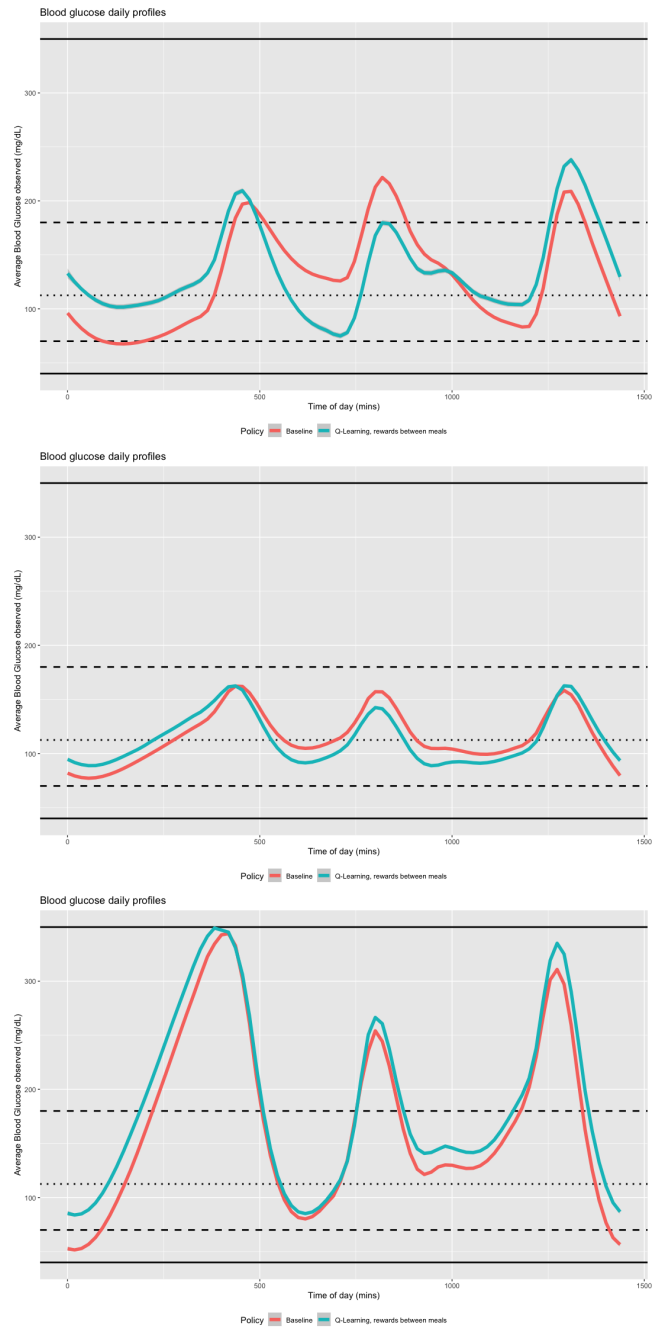 Blood glucose daily profiles
Average Blood Glucose observed (mg/dL)
300
200
100
0
500
1000
1500
Time of day (mins)
Policy Baseline Q-Learning, rewards between meals
Blood glucose daily profiles
Average Blood Glucose observed (mg/dL)
300
200
100
0
500
1000
1500
Time of day (mins)
Policy Baseline Q-Learning, rewards between meals
Blood glucose daily profiles
Average Blood Glucose observed (mg/dL)
300
200
100
0
500
1000
1500
Time of day (mins)
Policy Baseline Q-Learning, rewards between meals